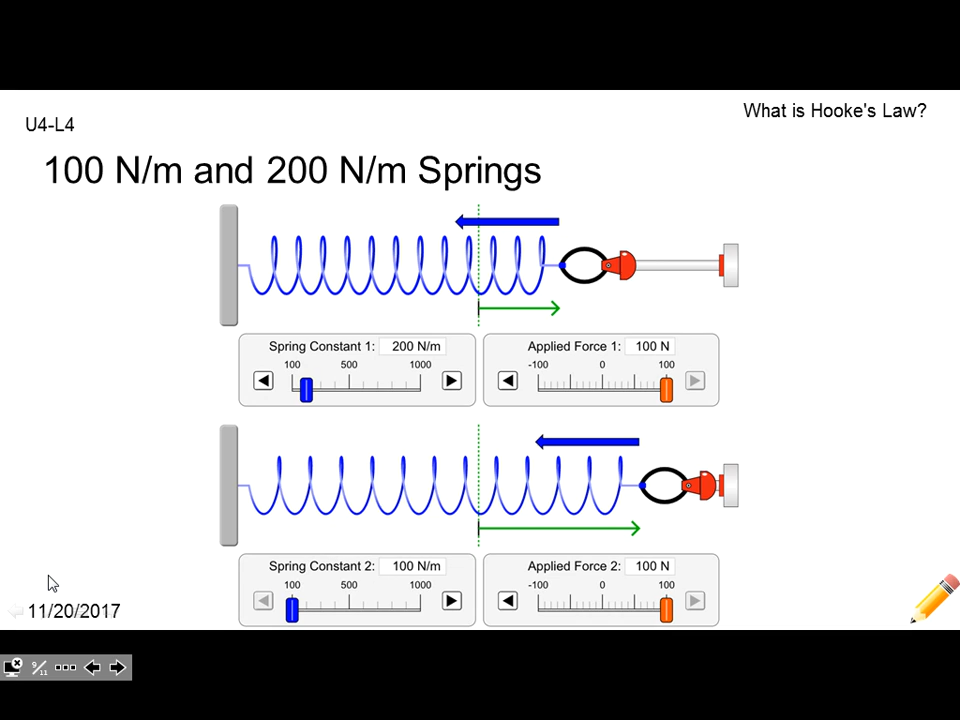 What is Hooke's Law?
U4-L4
100 N/m and 200 N/m Springs
Spring Constant 1: 200 N/m
100 500 1000
Applied Force 1: 100 N
-100 0 100
Spring Constant 2: 100 N/m
100 500 1000
Applied Force 2: 100 N
-100 0 100
11/20/2017
9/11